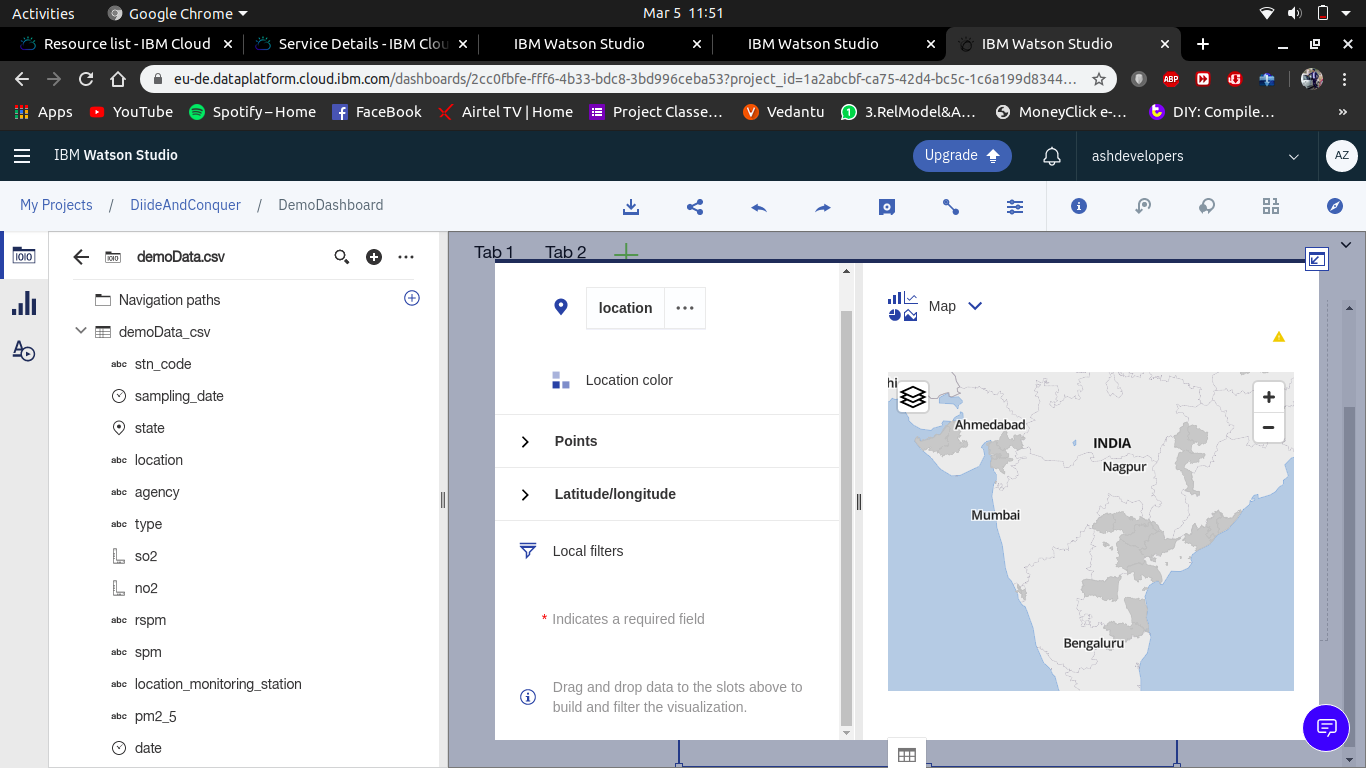 Activities
Google Chrome
Mar 5 11:51
Resource list - IBM Cloud
Service Details - IBM Clou
IBM Watson Studio
IBM Watson Studio
IBM Watson Studio
eu-de.dataplatform.cloud.ibm.com/dashboards/2cc0fbfe-fff6-4b33-bdc8-3bd996ceba53?project_id=1a2abcbf-ca75-42d4-bc5c-1c6a199d8344...
ABP
Apps
YouTube
Spotify – Home
FaceBook
Airtel TV | Home
Project Classe...
Vedantu
3.RelModel&A...
MoneyClick e-...
DIY: Compile...
»
IBM Watson Studio
Upgrade
ashdevelopers
AZ
My Projects / DiideAndConquer / DemoDashboard
demoData.csv
Navigation paths
demoData_csv
abc stn_code
sampling_date
state
abc location
abc agency
abc type
so2
no2
abc rspm
abc spm
abc location_monitoring_station
abc pm2_5
date
Tab 1
Tab 2
location
Location color
Points
Latitude/longitude
Local filters
* Indicates a required field
Drag and drop data to the slots above to
build and filter the visualization.
Map
hi
Ahmedabad
INDIA
Nagpur
Mumbai
Bengaluru
+
−